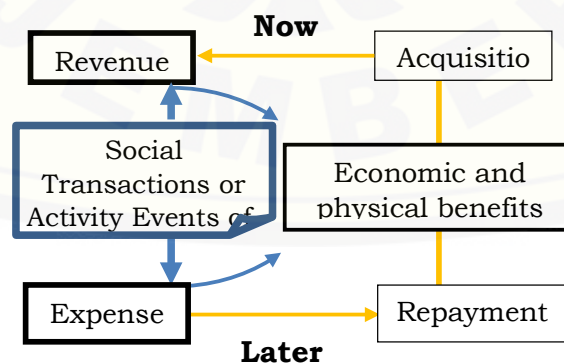 Now
Revenue
Acquisitio
Social
Transactions or
Activity Events of
Economic and
physical benefits
Expense
Repayment
Later